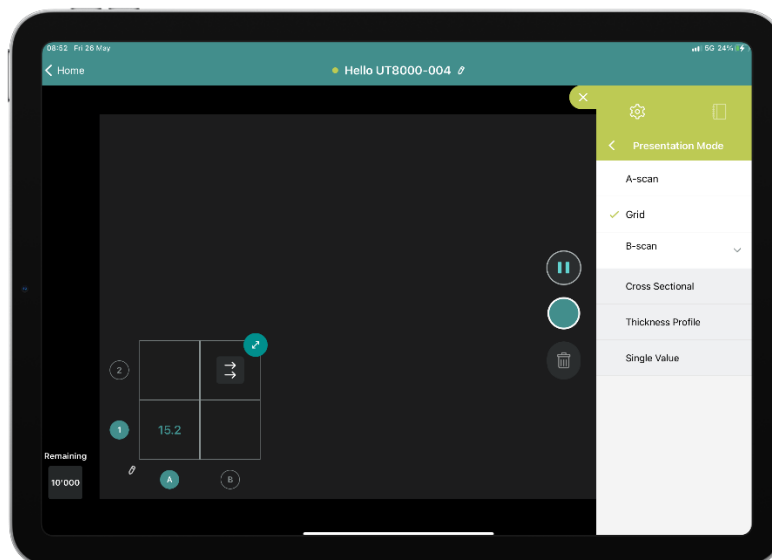 08:52 Fri 26 May
5G 24%
Home
Hello UT8000-004
Presentation Mode
A-scan
Grid
B-scan
Cross Sectional
Thickness Profile
Single Value
2
1
15.2
Remaining
10'000
A
B